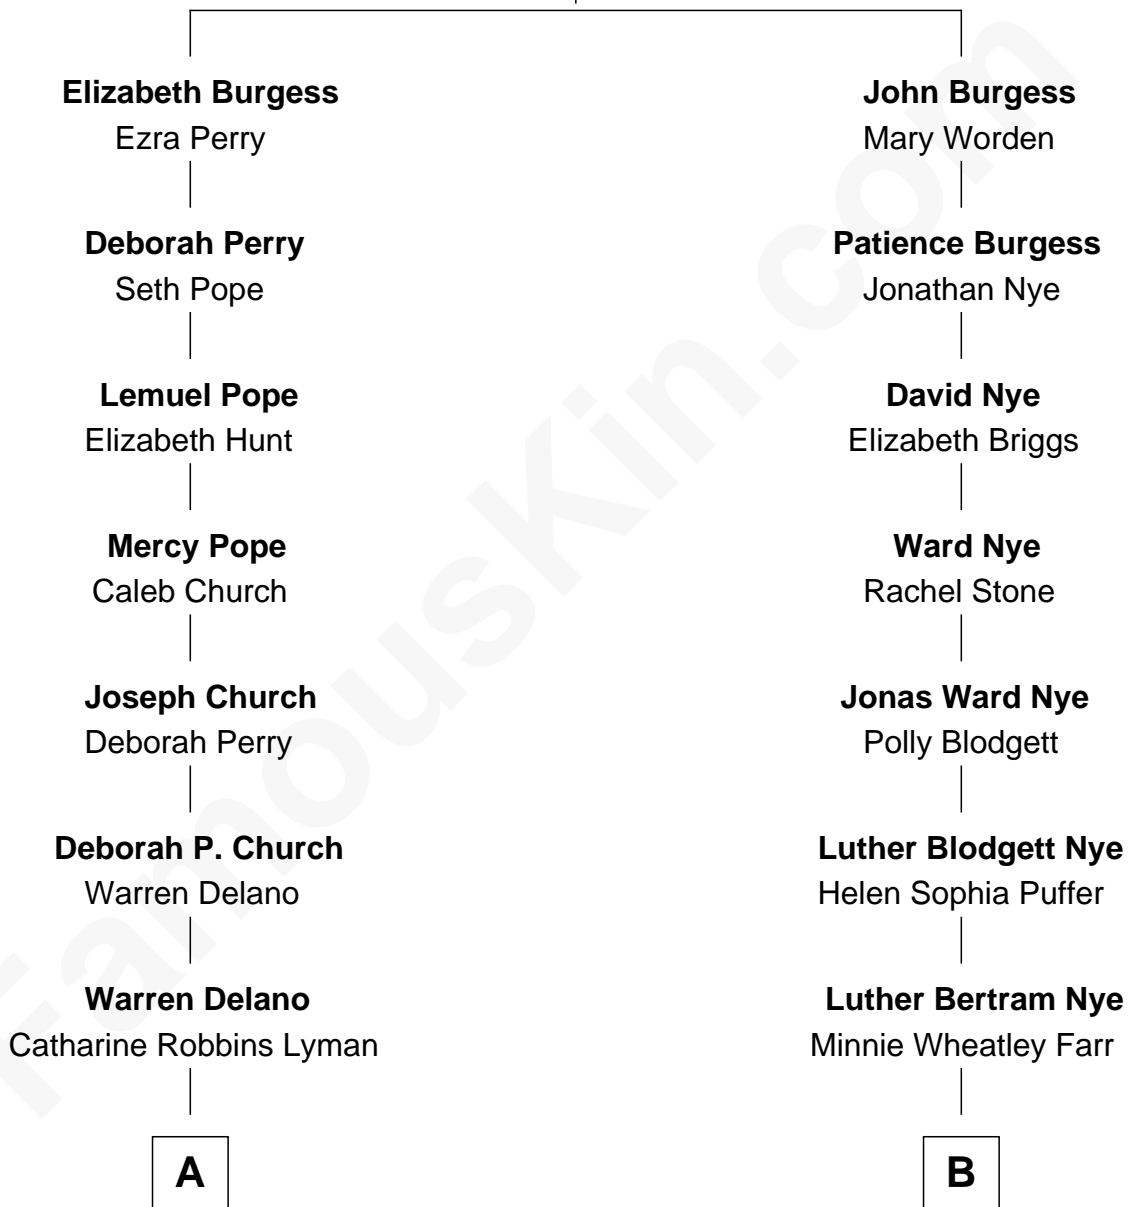 Elizabeth Burgess
Ezra Perry
Deborah Perry
Seth Pope
Lemuel Pope
Elizabeth Hunt
Mercy Pope
Caleb Church
Joseph Church
Deborah Perry
Deborah P. Church
Warren Delano
Warren Delano
Catharine Robbins Lyman
A
John Burgess
Mary Worden
Patience Burgess
Jonathan Nye
David Nye
Elizabeth Briggs
Ward Nye
Rachel Stone
Jonas Ward Nye
Polly Blodgett
Luther Blodgett Nye
Helen Sophia Puffer
Luther Bertram Nye
Minnie Wheatley Farr
B
FamousKin.com